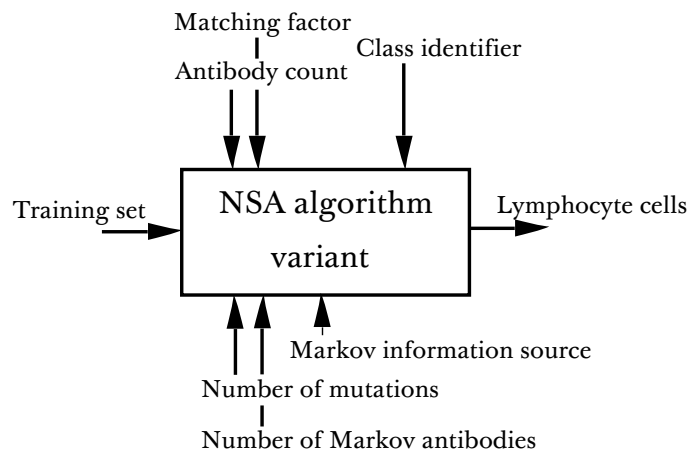 Matching factor
Class identifier
Antibody count
NSA algorithm
variant
Training set
Lymphocyte cells
Markov information source
Number of mutations
Number of Markov antibodies